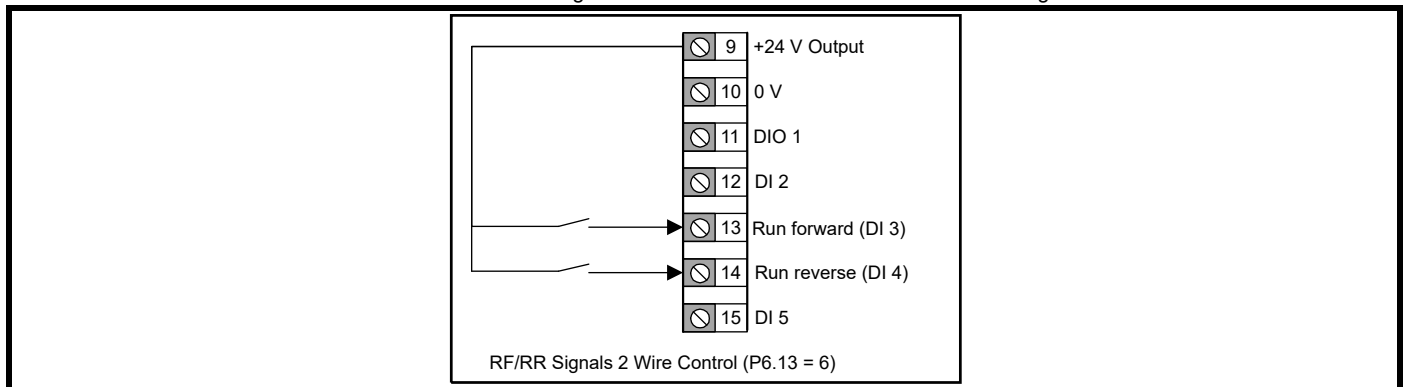 9 +24 V Output
10 0 V
11 DIO 1
12 DI 2
13 Run forward (DI 3)
14 Run reverse (DI 4)
15 DI 5
RF/RR Signals 2 Wire Control (P6.13 = 6)